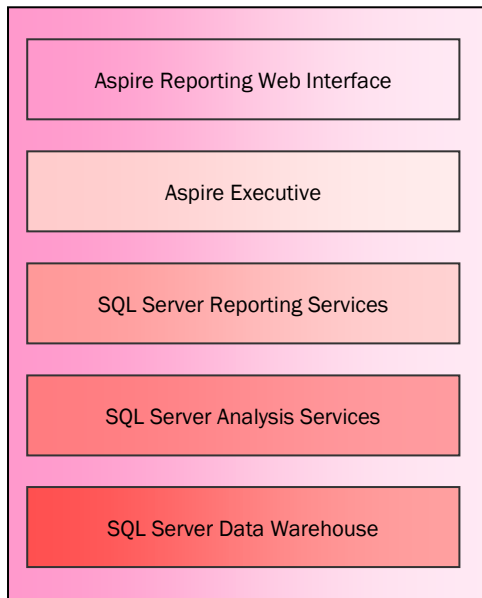 Aspire Reporting Web Interface
Aspire Executive
SQL Server Reporting Services
SQL Server Analysis Services
SQL Server Data Warehouse